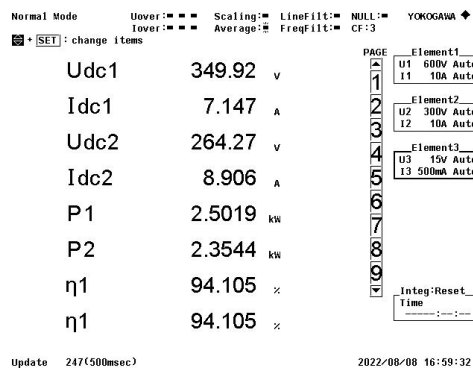 Normal Mode Uover: Scaling: LineFilt: NULL: YOKOGAWA
Iover: Average: FreqFilt: CF:3
+ SET : change items
PAGE
Udc1 349.92 V
Idc1 7.147 A
Udc2 264.27 V
Idc2 8.906 A
P1 2.5019 kW
P2 2.3544 kW
η1 94.105 %
η1 94.105 %
1
2
3
4
5
6
7
8
9
Element1
U1 600V Auto
I1 10A Auto
Element2
U2 300V Auto
I2 10A Auto
Element3
U3 15V Auto
I3 500mA Auto
Integ:Reset
Time
-----:--:--
Update 247(500msec) 2022/08/08 16:59:32